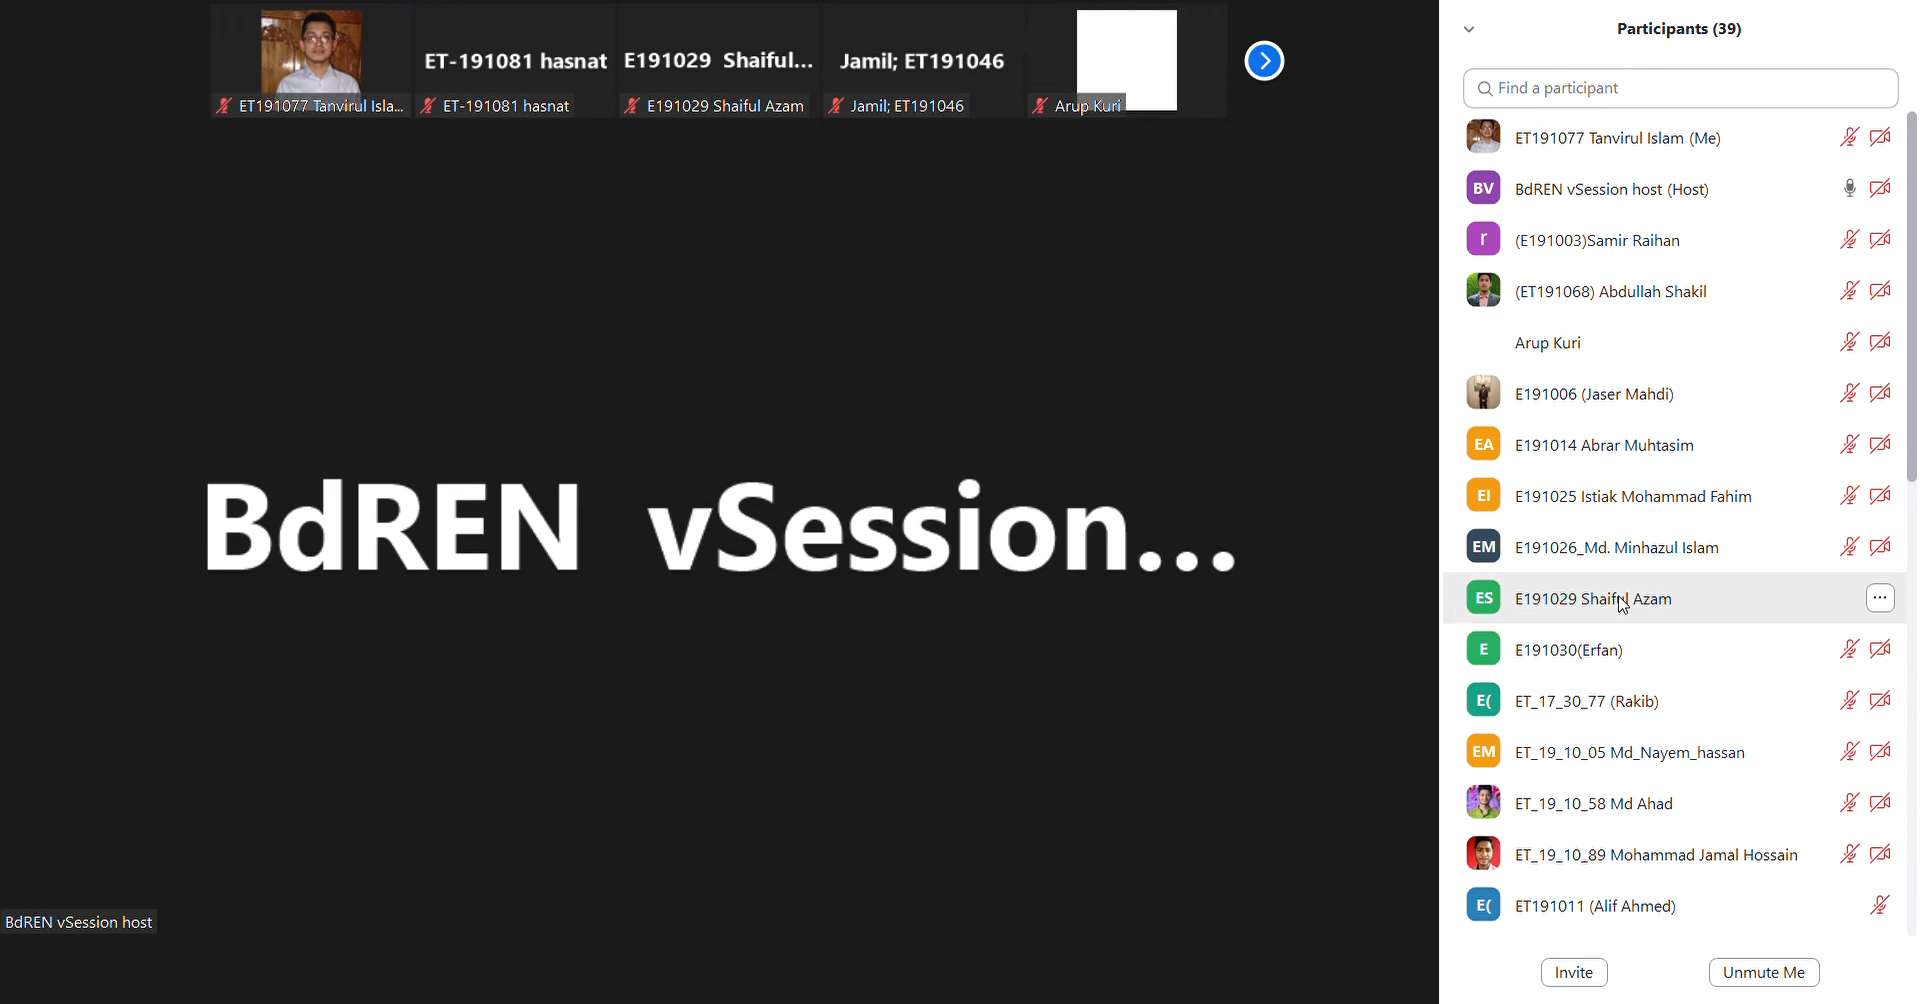 ET-191081 hasnat
E191029 Shaiful...
Jamil; ET191046
ET191077 Tanvirul Isla...
ET-191081 hasnat
E191029 Shaiful Azam
Jamil; ET191046
Arup Kuri
BdREN vSession...
BdREN vSession host
Participants (39)
Find a participant
ET191077 Tanvirul Islam (Me)
BV
BdREN vSession host (Host)
r
(E191003)Samir Raihan
(ET191068) Abdullah Shakil
Arup Kuri
E191006 (Jaser Mahdi)
EA
E191014 Abrar Muhtasim
EI
E191025 Istiak Mohammad Fahim
EM
E191026_Md. Minhazul Islam
ES
E191029 Shaiful Azam
...
E
E191030(Erfan)
E(
ET_17_30_77 (Rakib)
EM
ET_19_10_05 Md_Nayem_hassan
ET_19_10_58 Md Ahad
ET_19_10_89 Mohammad Jamal Hossain
E(
ET191011 (Alif Ahmed)
Invite
Unmute Me